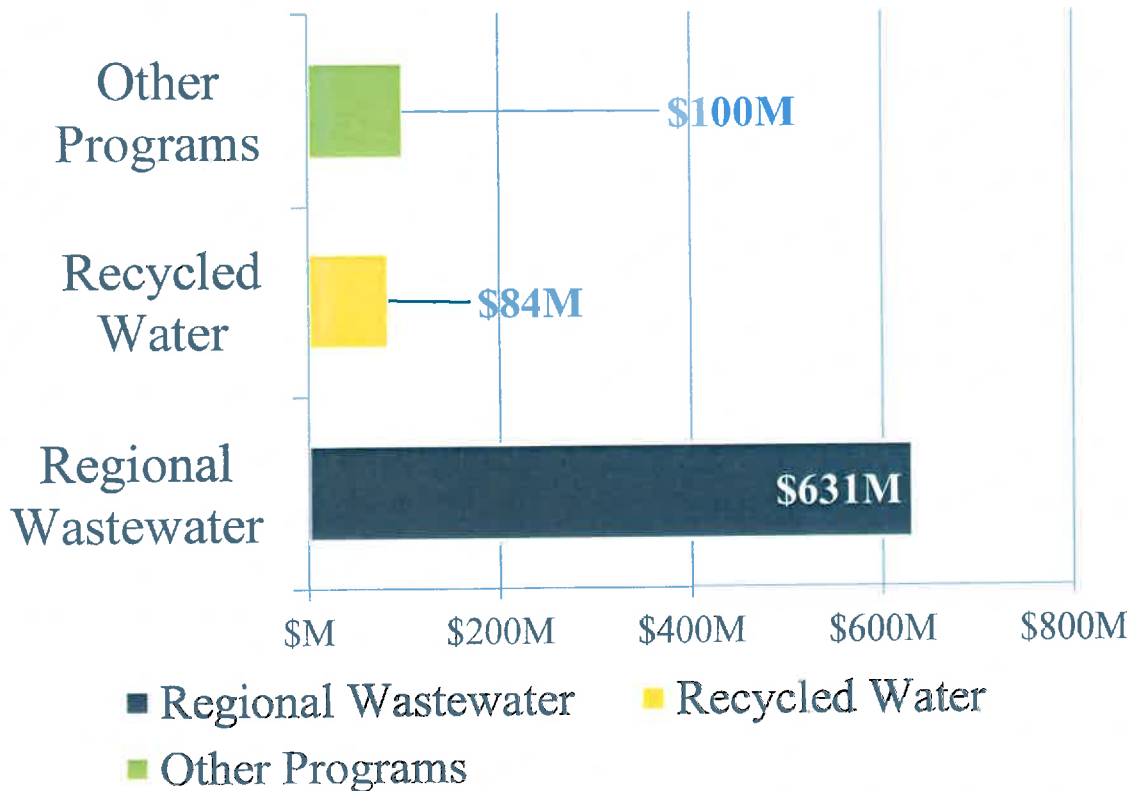 Other
Programs
$100M
Recycled
Water
$84M
Regional
Wastewater
$631M
$M
$200M
$400M
$600M
$800M
Regional Wastewater
Recycled Water
Other Programs